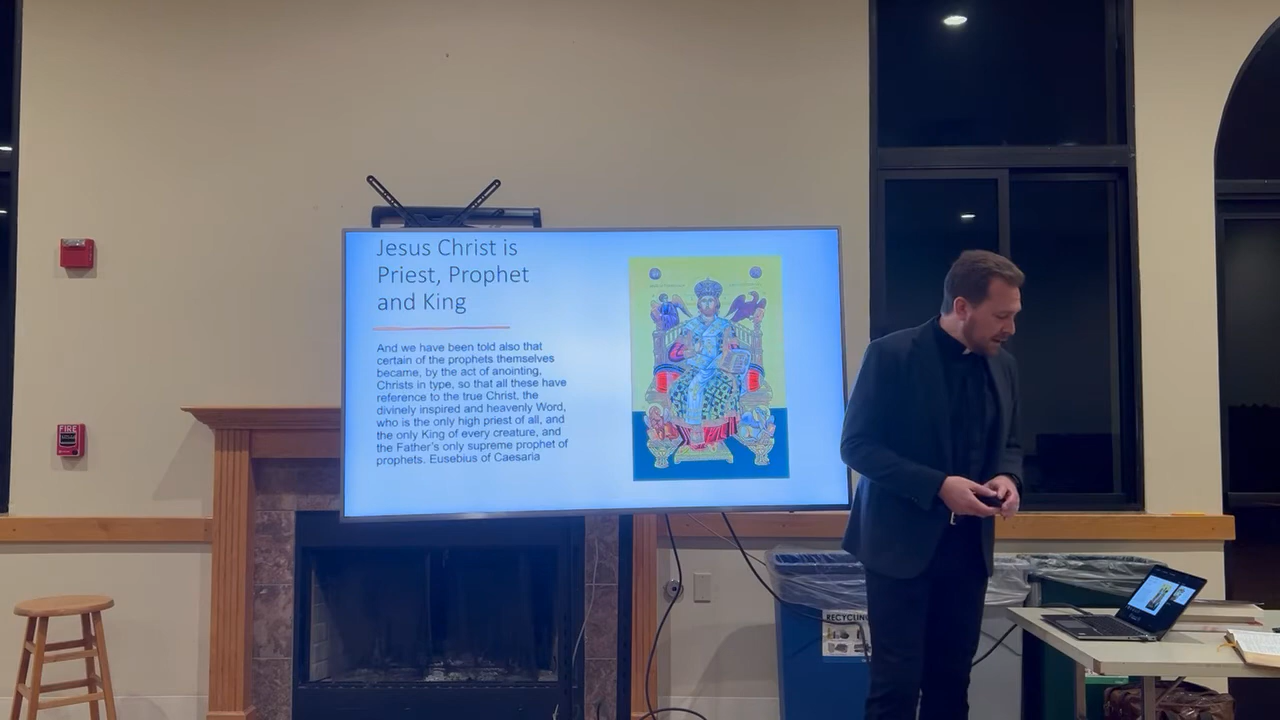 Jesus Christ is
Priest, Prophet
and King
And we have been told also that
certain of the prophets themselves
became, by the act of anointing,
Christs in type, so that all these have
reference to the true Christ, the
divinely inspired and heavenly Word,
who is the only high priest of all, and
the only King of every creature, and
the Father's only supreme prophet of
prophets. Eusebius of Caesaria
FIRE
RECYCLIN